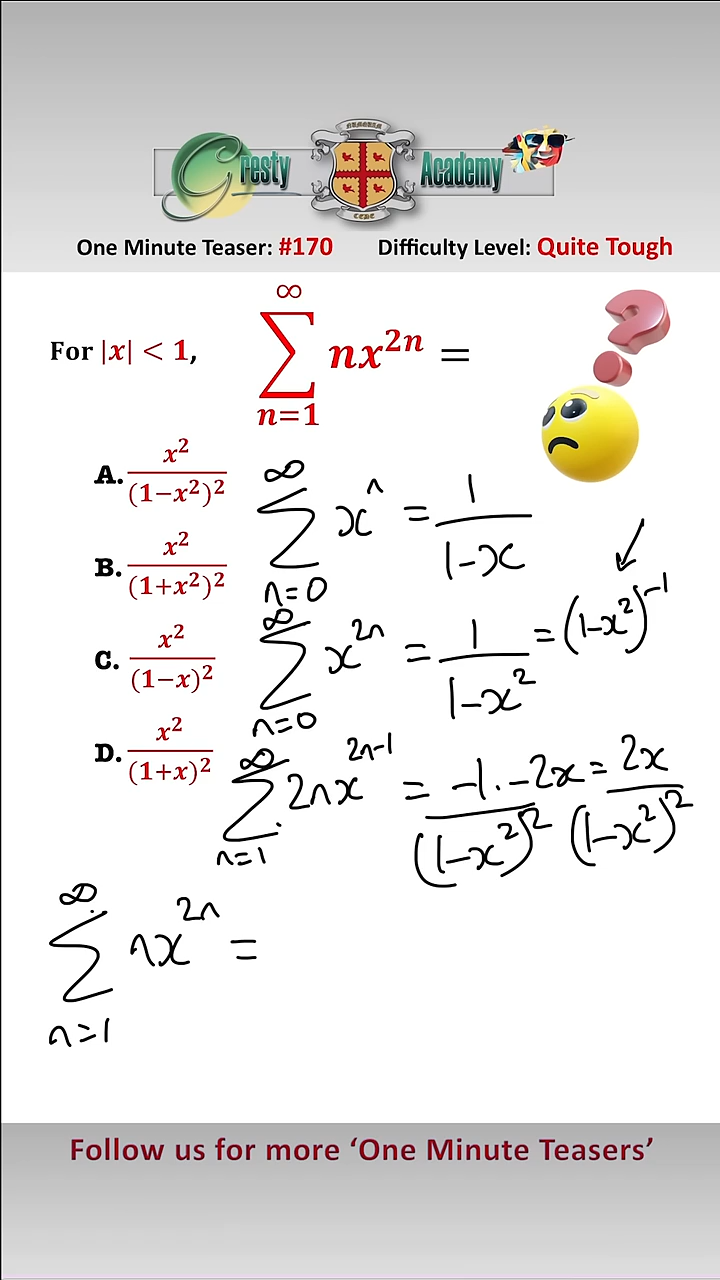 NUMQUAM
Gresty Academy
CEDE
One Minute Teaser: #170 Difficulty Level: Quite Tough
For |x| < 1, ∑_{n=1}^{∞} nx^{2n} =
A. x²/(1−x²)²
B. x²/(1+x²)²
C. x²/(1−x)²
D. x²/(1+x)²
∑_{n=0}^{∞} x^n = 1/(1-x)
∑_{n=0}^{∞} x^{2n} = 1/(1-x²) = (1-x²)^{-1}
∑_{n=1}^{∞} 2nx^{2n-1} = -1.-2x/(1-x²)² = 2x/(1-x²)²
∑_{n=1}^{∞} nx^{2n} =
Follow us for more ‘One Minute Teasers’